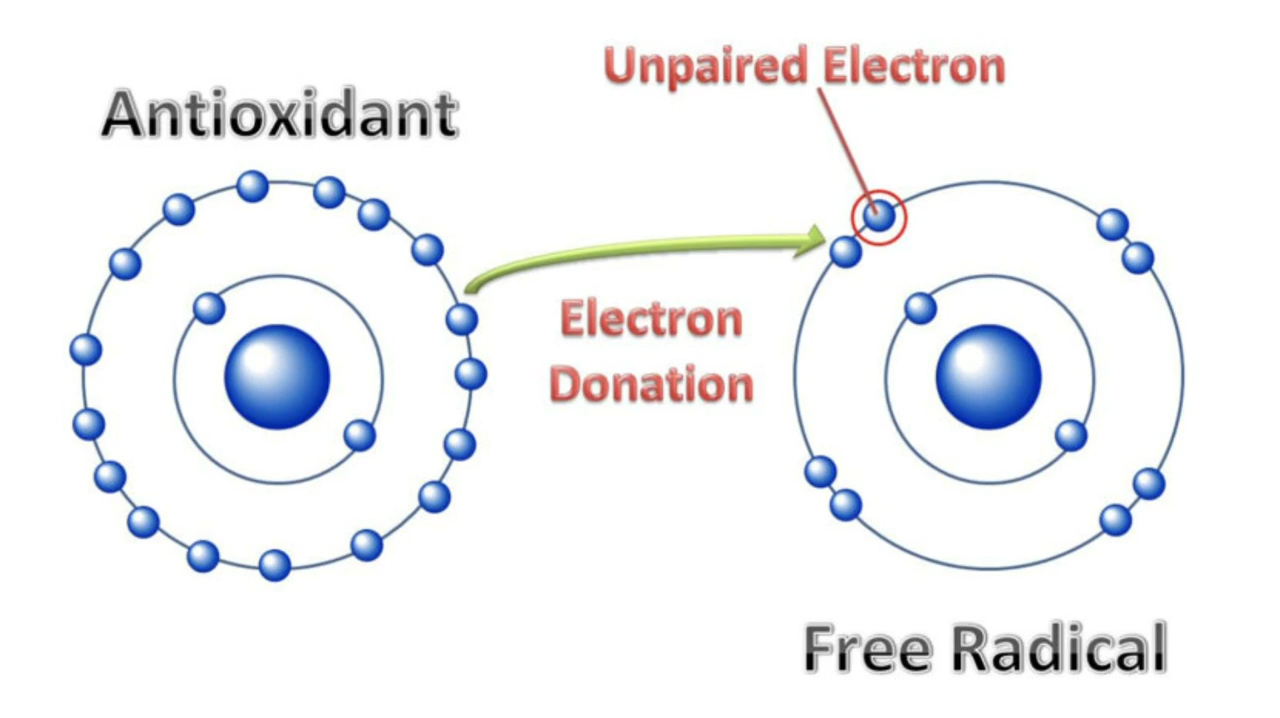 Unpaired Electron
Antioxidant
Electron
Donation
Free Radical